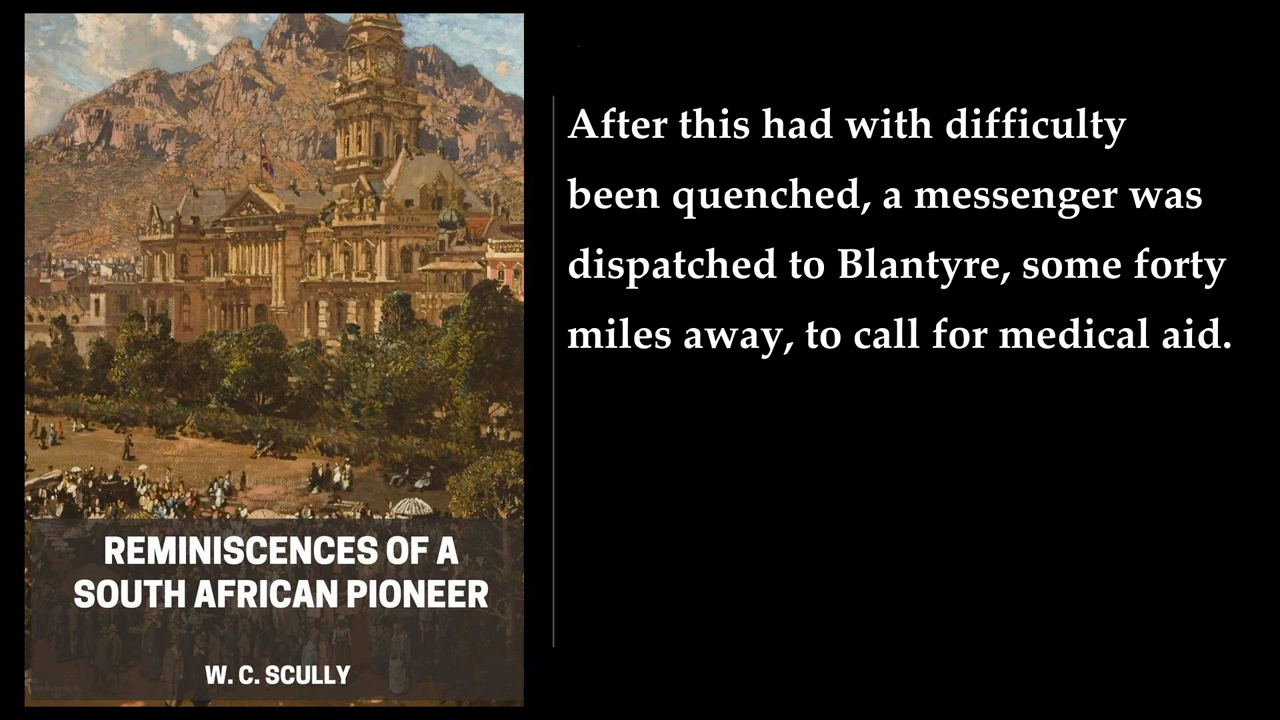 After this had with difficulty
been quenched, a messenger was
dispatched to Blantyre, some forty
miles away, to call for medical aid.
REMINISCENCES OF A
SOUTH AFRICAN PIONEER
W. C. SCULLY